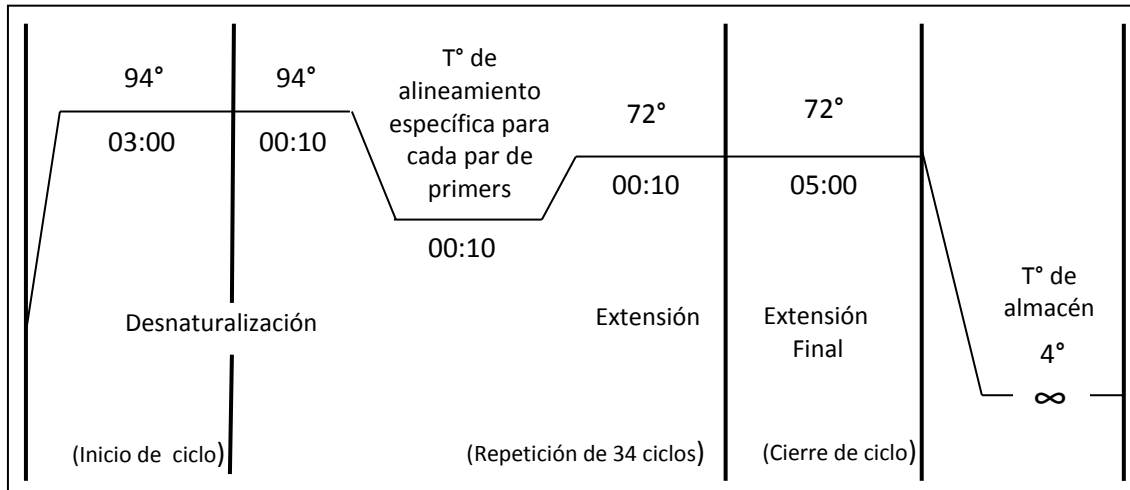 94°
03:00
94°
00:10
T° de
alineamiento
específica para
cada par de
primers
00:10
72°
00:10
72°
05:00
Desnaturalización
Extensión
Extensión
Final
T° de
almacén
4°
∞
(Inicio de ciclo)
(Repetición de 34 ciclos)
(Cierre de ciclo)